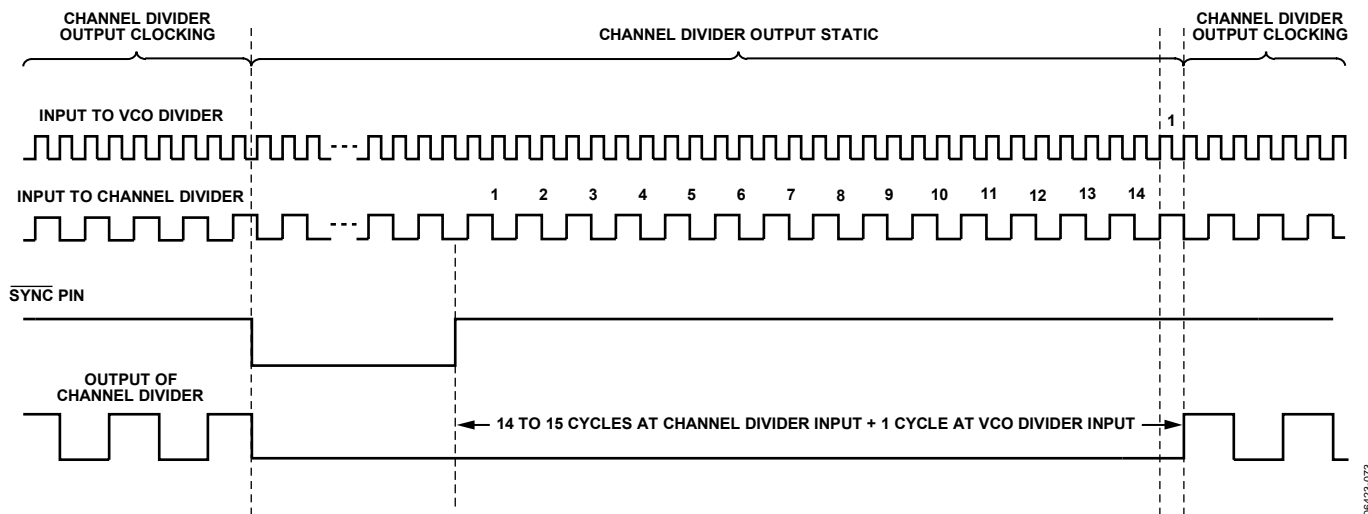 CHANNEL DIVIDER
OUTPUT CLOCKING
CHANNEL DIVIDER OUTPUT STATIC
CHANNEL DIVIDER
OUTPUT CLOCKING
INPUT TO VCO DIVIDER
1
INPUT TO CHANNEL DIVIDER
1 2 3 4 5 6 7 8 9 10 11 12 13 14
SYNC PIN
OUTPUT OF
CHANNEL DIVIDER
14 TO 15 CYCLES AT CHANNEL DIVIDER INPUT + 1 CYCLE AT VCO DIVIDER INPUT
06423-073